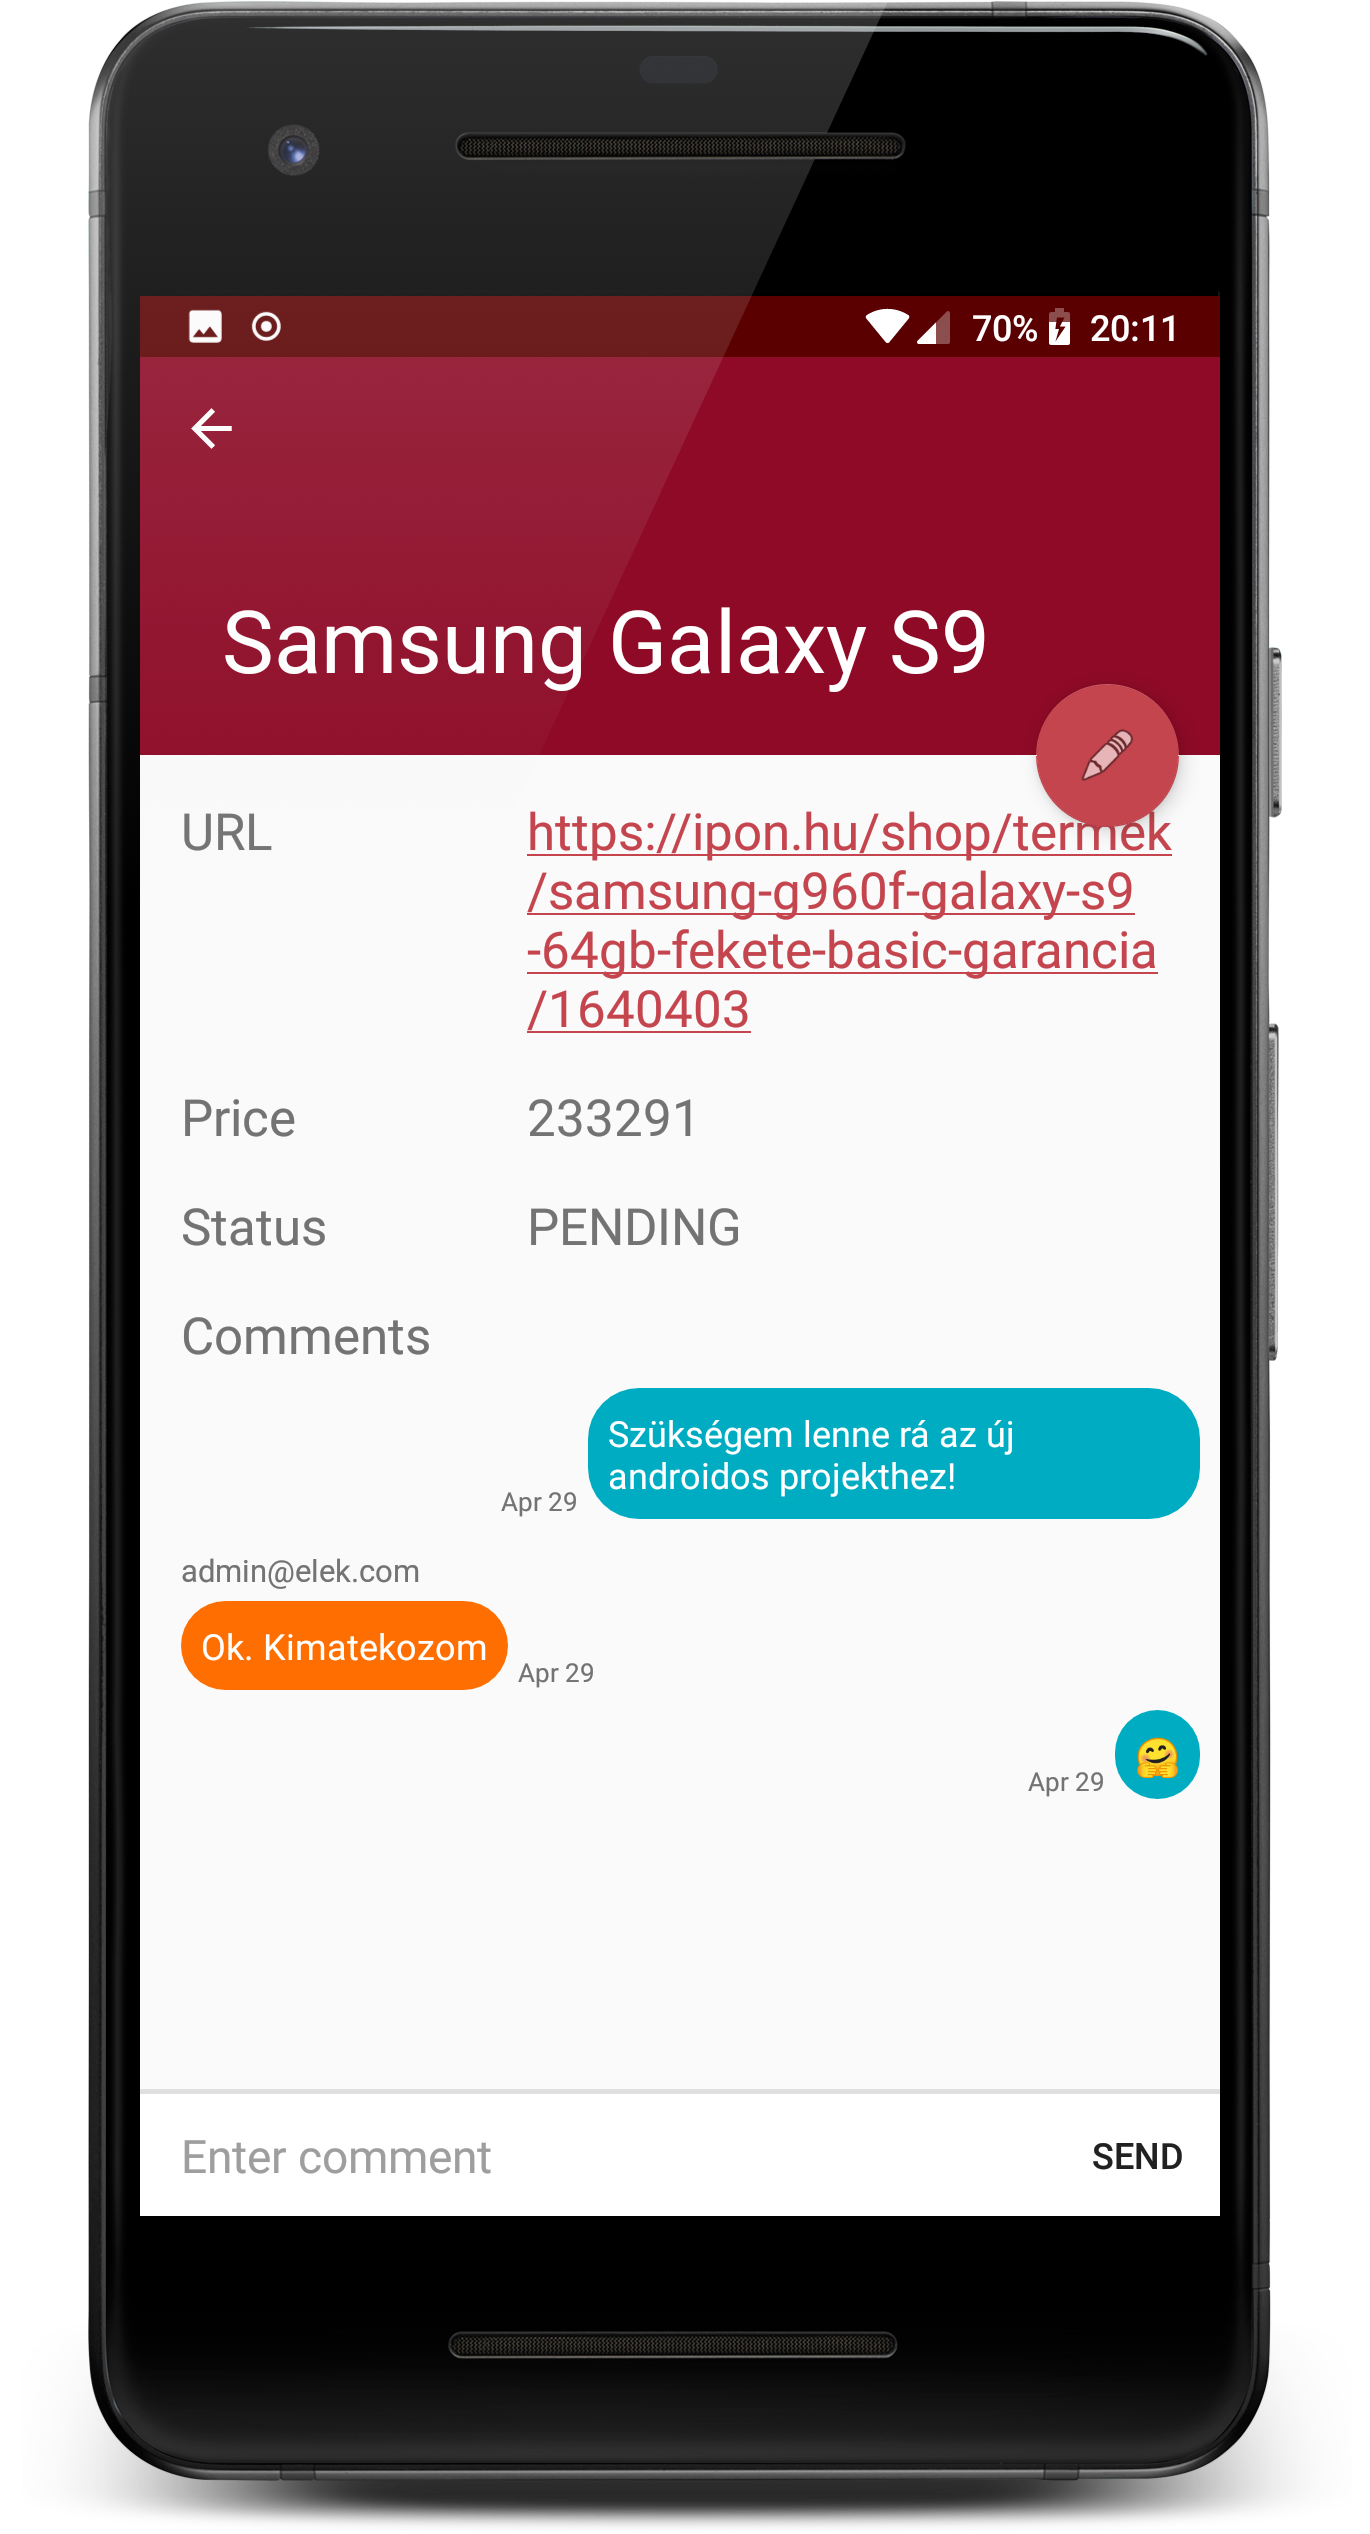 70% 20:11
Samsung Galaxy S9
URL
https://ipon.hu/shop/termek
/samsung-g960f-galaxy-s9
-64gb-fekete-basic-garancia
/1640403
Price 233291
Status PENDING
Comments
Szükségem lenne rá az új
androidos projekthez!
Apr 29
admin@elek.com
Ok. Kimatekozom
Apr 29
Apr 29 🤗
Enter comment SEND